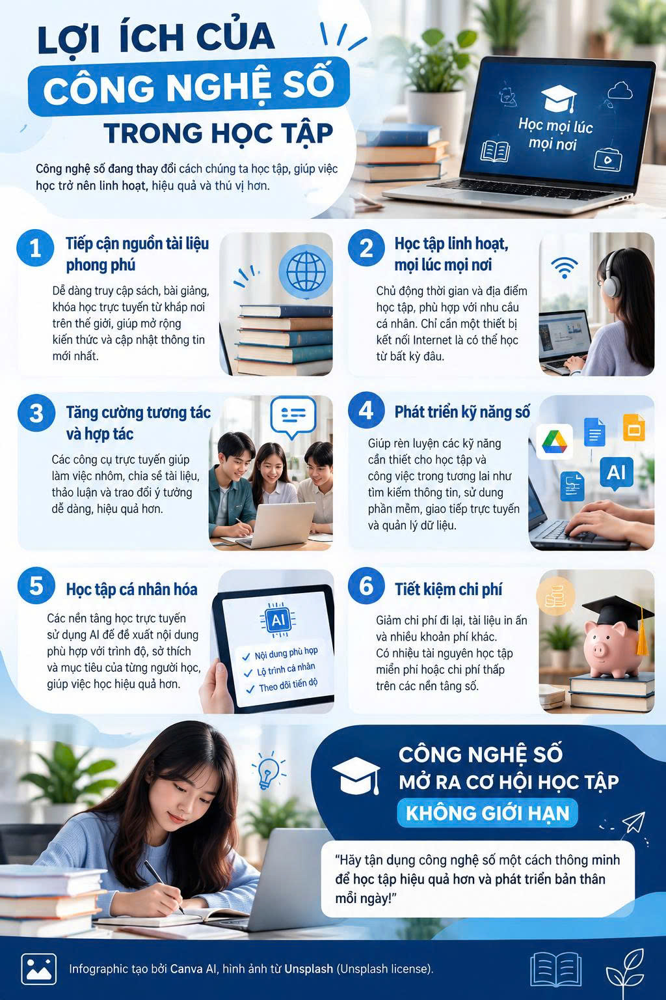 LỢI ÍCH CỦA
CÔNG NGHỆ SỐ
TRONG HỌC TẬP
Công nghệ số đang thay đổi cách chúng ta học tập, giúp việc
học trở nên linh hoạt, hiệu quả và thú vị hơn.
Học mọi lúc
mọi nơi
1
Tiếp cận nguồn tài liệu
phong phú
Dễ dàng truy cập sách, bài giảng,
khóa học trực tuyến từ khắp nơi
trên thế giới, giúp mở rộng
kiến thức và cập nhật thông tin
mới nhất.
2
Học tập linh hoạt,
mọi lúc mọi nơi
Chủ động thời gian và địa điểm
học tập, phù hợp với nhu cầu
cá nhân. Chỉ cần một thiết bị
kết nối Internet là có thể học
từ bất kỳ đâu.
3
Tăng cường tương tác
và hợp tác
Các công cụ trực tuyến giúp
làm việc nhóm, chia sẻ tài liệu,
thảo luận và trao đổi ý tưởng
dễ dàng, hiệu quả hơn.
4
Phát triển kỹ năng số
Giúp rèn luyện các kỹ năng
cần thiết cho học tập và
công việc trong tương lai như
tìm kiếm thông tin, sử dụng
phần mềm, giao tiếp trực tuyến
và quản lý dữ liệu.
AI
5
Học tập cá nhân hóa
Các nền tảng học trực tuyến
sử dụng AI để đề xuất nội dung
phù hợp với trình độ, sở thích
và mục tiêu của từng người học,
giúp việc học hiệu quả hơn.
AI
Nội dung phù hợp
Lộ trình cá nhân
Theo dõi tiến độ
6
Tiết kiệm chi phí
Giảm chi phí đi lại, tài liệu in ấn
và nhiều khoản phí khác.
Có nhiều tài nguyên học tập
miễn phí hoặc chi phí thấp
trên các nền tảng số.
CÔNG NGHỆ SỐ
MỞ RA CƠ HỘI HỌC TẬP
KHÔNG GIỚI HẠN
“Hãy tận dụng công nghệ số một cách thông minh
để học tập hiệu quả hơn và phát triển bản thân
mỗi ngày!”
Infographic tạo bởi Canva AI, hình ảnh từ Unsplash (Unsplash license).